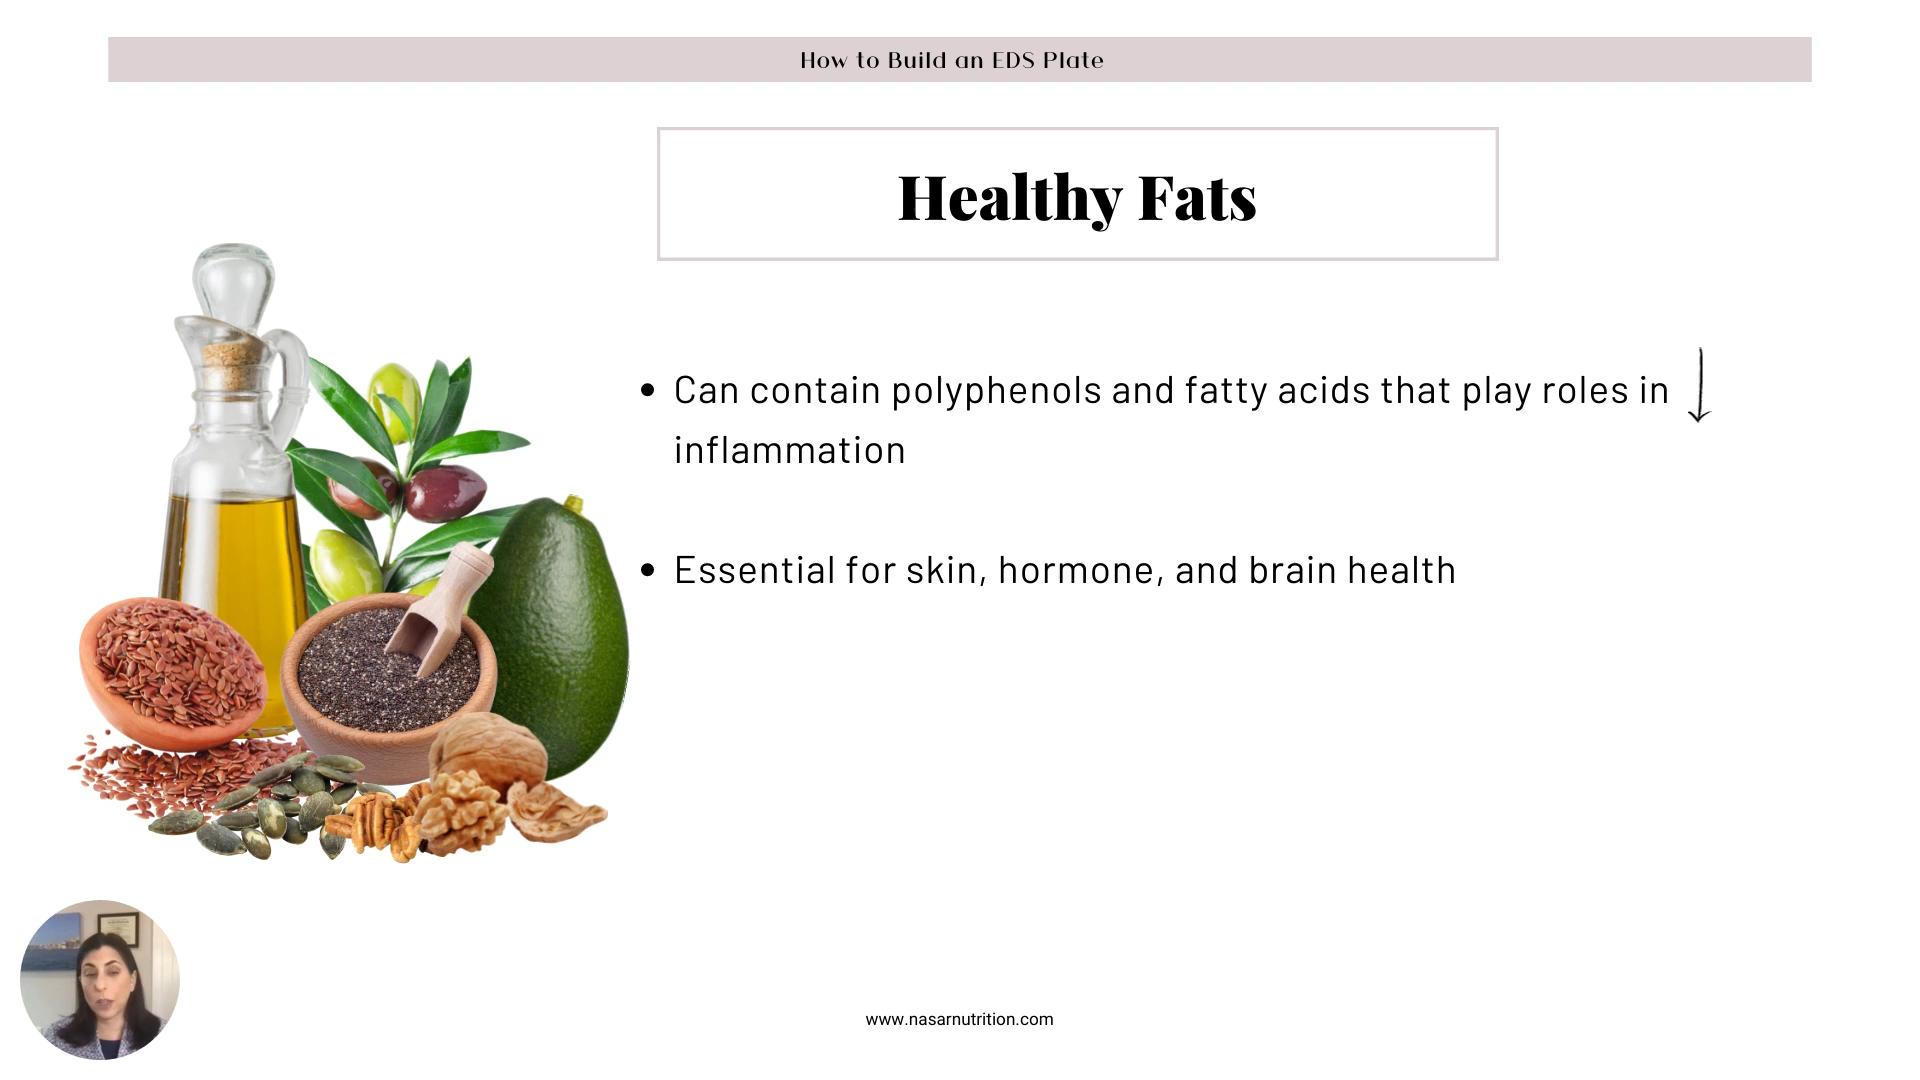 How to Build an EDS Plate
Healthy Fats
• Can contain polyphenols and fatty acids that play roles in ↓
inflammation
• Essential for skin, hormone, and brain health
www.nasarnutrition.com